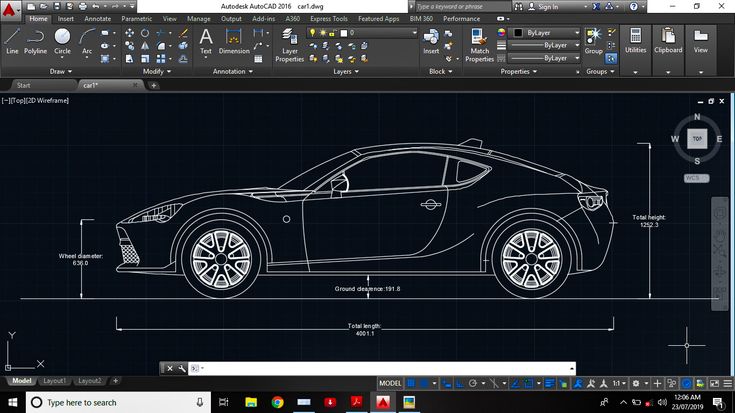 Autodesk AutoCAD 2016 car1.dwg
Type a keyword or phrase
Sign In
Home Insert Annotate Parametric View Manage Output Add-ins A360 Express Tools Featured Apps BIM 360 Performance
Line Polyline Circle Arc
Text Dimension
Layer Properties
0
Insert
Match Properties
ByLayer
ByLayer
ByLayer
Group
Utilities
Clipboard
View
Draw Modify Annotation Layers Block Properties Groups
Start car1*
[−][Top][2D Wireframe]
N
W TOP E
S
WCS
Total height:
1252.3
Wheel diameter:
636.0
Ground clearence:191.8
Total length:
4001.1
Y
X
Model Layout1 Layout2
MODEL
1:1
Type here to search
12:06 AM
23/07/2019